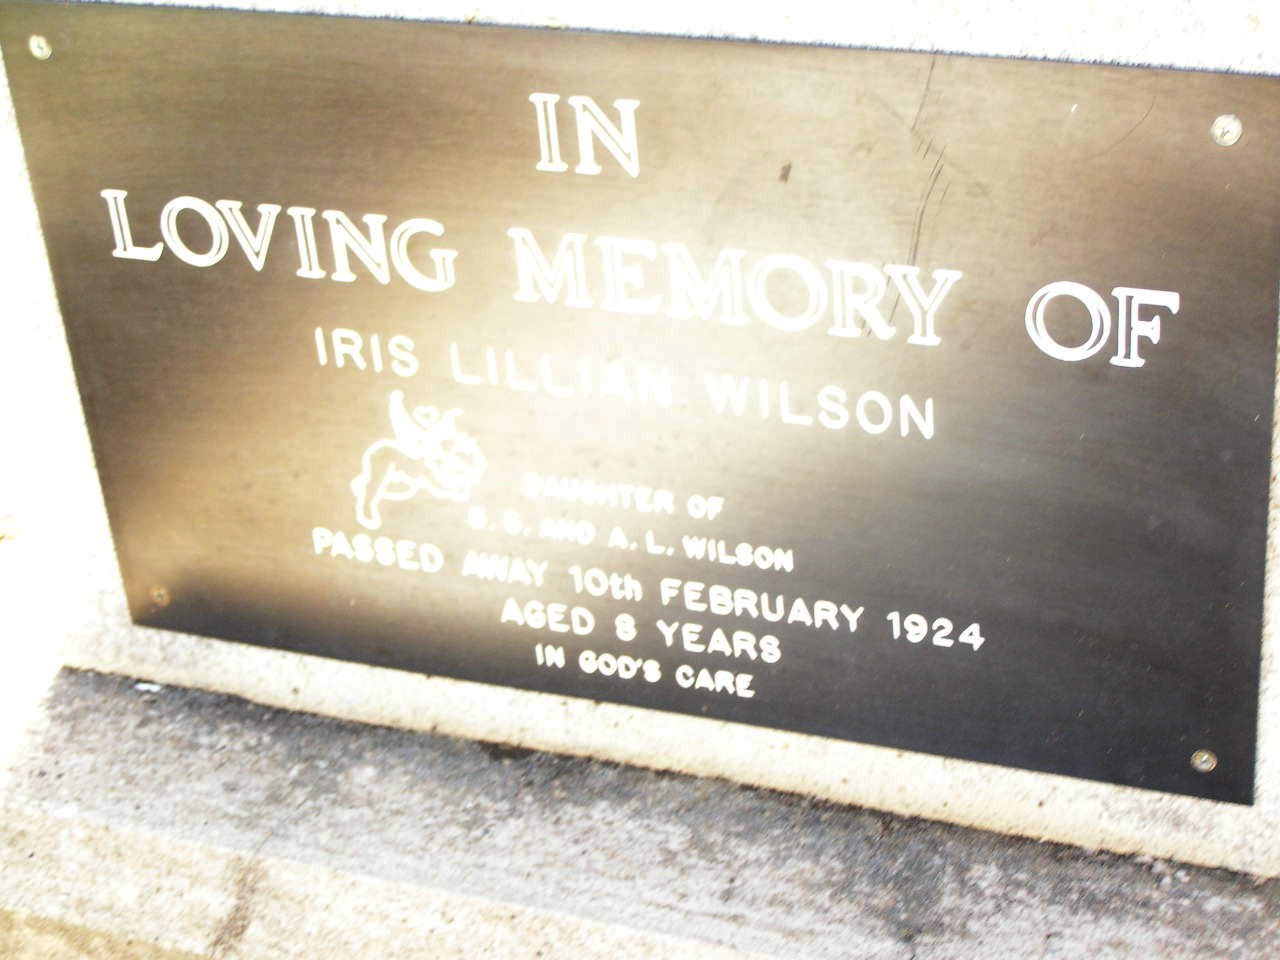 IN
LOVING MEMORY OF
IRIS LILLIAN WILSON
DAUGHTER OF
AND A. L. WILSON
PASSED AWAY 10th FEBRUARY 1924
AGED 8 YEARS
IN GOD'S CARE